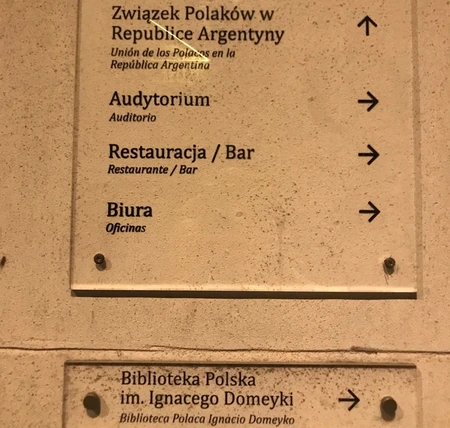 Związek Polaków w
Republice Argentyny
Unión de los Polacos en la
República Argentina
Audytorium
Auditorio
Restauracja / Bar
Restaurante / Bar
Biura
Oficinas
Biblioteka Polska
im. Ignacego Domeyki
Biblioteca Polaca Ignacio Domeyko